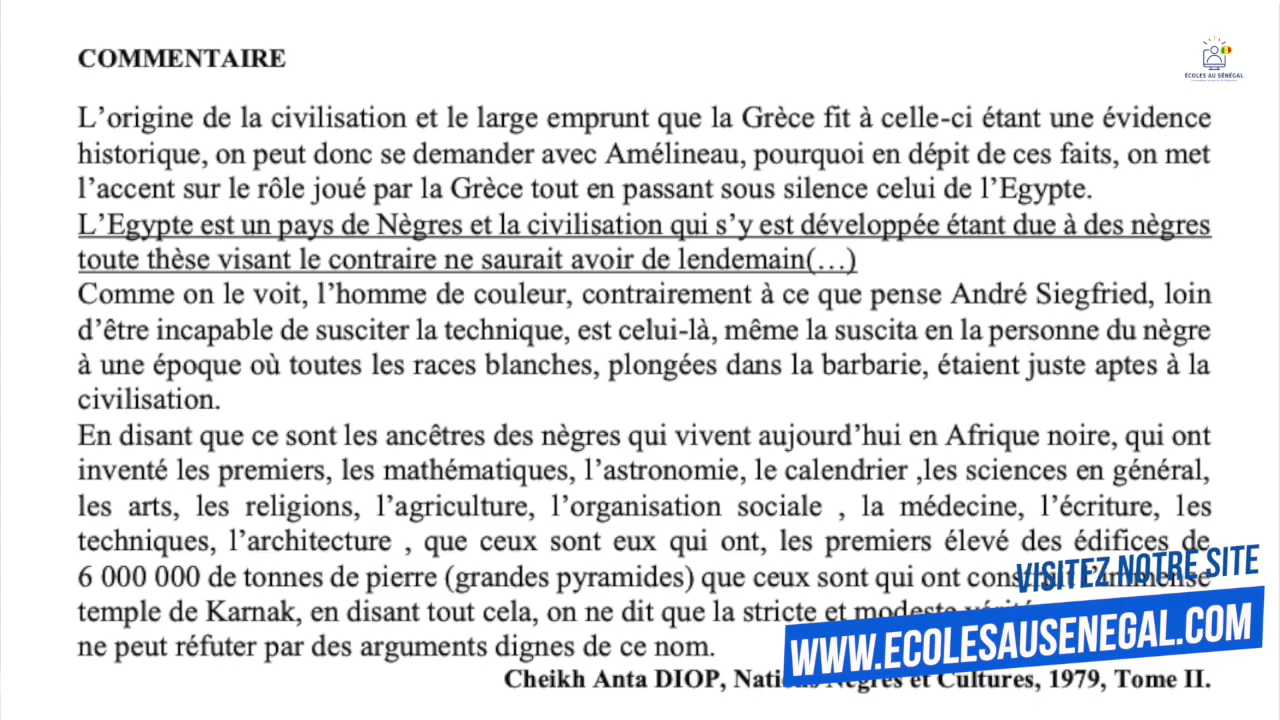 COMMENTAIRE
ÉCOLES AU SÉNÉGAL
L’origine de la civilisation et le large emprunt que la Grèce fit à celle-ci étant une évidence
historique, on peut donc se demander avec Amélineau, pourquoi en dépit de ces faits, on met
l’accent sur le rôle joué par la Grèce tout en passant sous silence celui de l’Egypte.
L’Egypte est un pays de Nègres et la civilisation qui s’y est développée étant due à des nègres
toute thèse visant le contraire ne saurait avoir de lendemain(…)
Comme on le voit, l’homme de couleur, contrairement à ce que pense André Siegfried, loin
d’être incapable de susciter la technique, est celui-là, même la suscita en la personne du nègre
à une époque où toutes les races blanches, plongées dans la barbarie, étaient juste aptes à la
civilisation.
En disant que ce sont les ancêtres des nègres qui vivent aujourd’hui en Afrique noire, qui ont
inventé les premiers, les mathématiques, l’astronomie, le calendrier ,les sciences en général,
les arts, les religions, l’agriculture, l’organisation sociale , la médecine, l’écriture, les
techniques, l’architecture , que ceux sont eux qui ont, les premiers élevé des édifices de
6 000 000 de tonnes de pierre (grandes pyramides) que ceux sont qui ont l’immense
temple de Karnak, en disant tout cela, on ne dit que la stricte et modeste
ne peut réfuter par des arguments dignes de ce nom.
Cheikh Anta DIOP, Nègres et Cultures, 1979, Tome II.
VISITEZ NOTRE SITE
WWW.ECOLESAUSENEGAL.COM